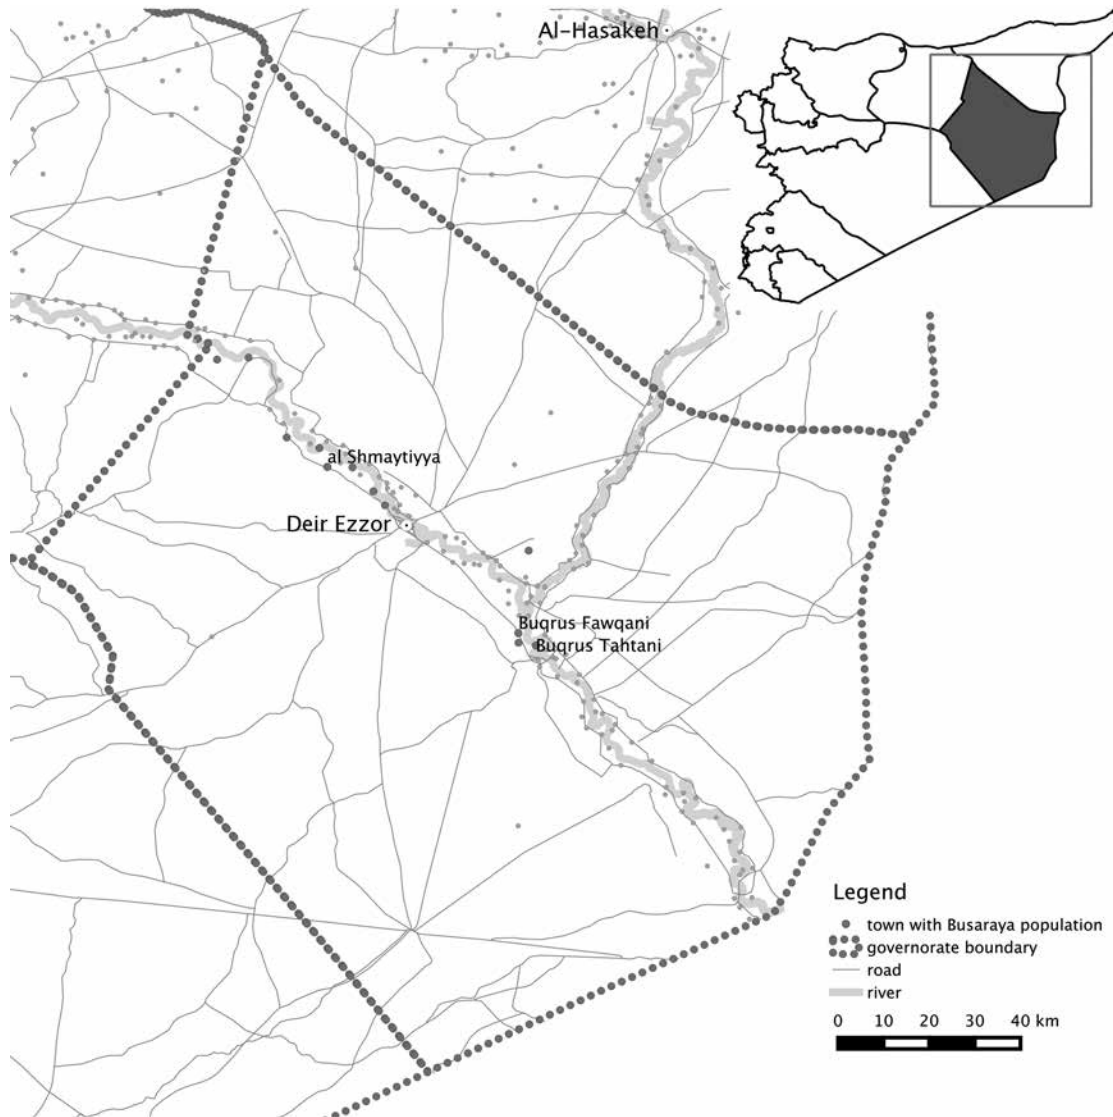 Al-Hasakeh
al Shmaytiyya
Deir Ezzor
Buqrus Fawqani
Buqrus Tahtani
Legend
town with Busaraya population
governorate boundary
road
river
0 10 20 30 40 km